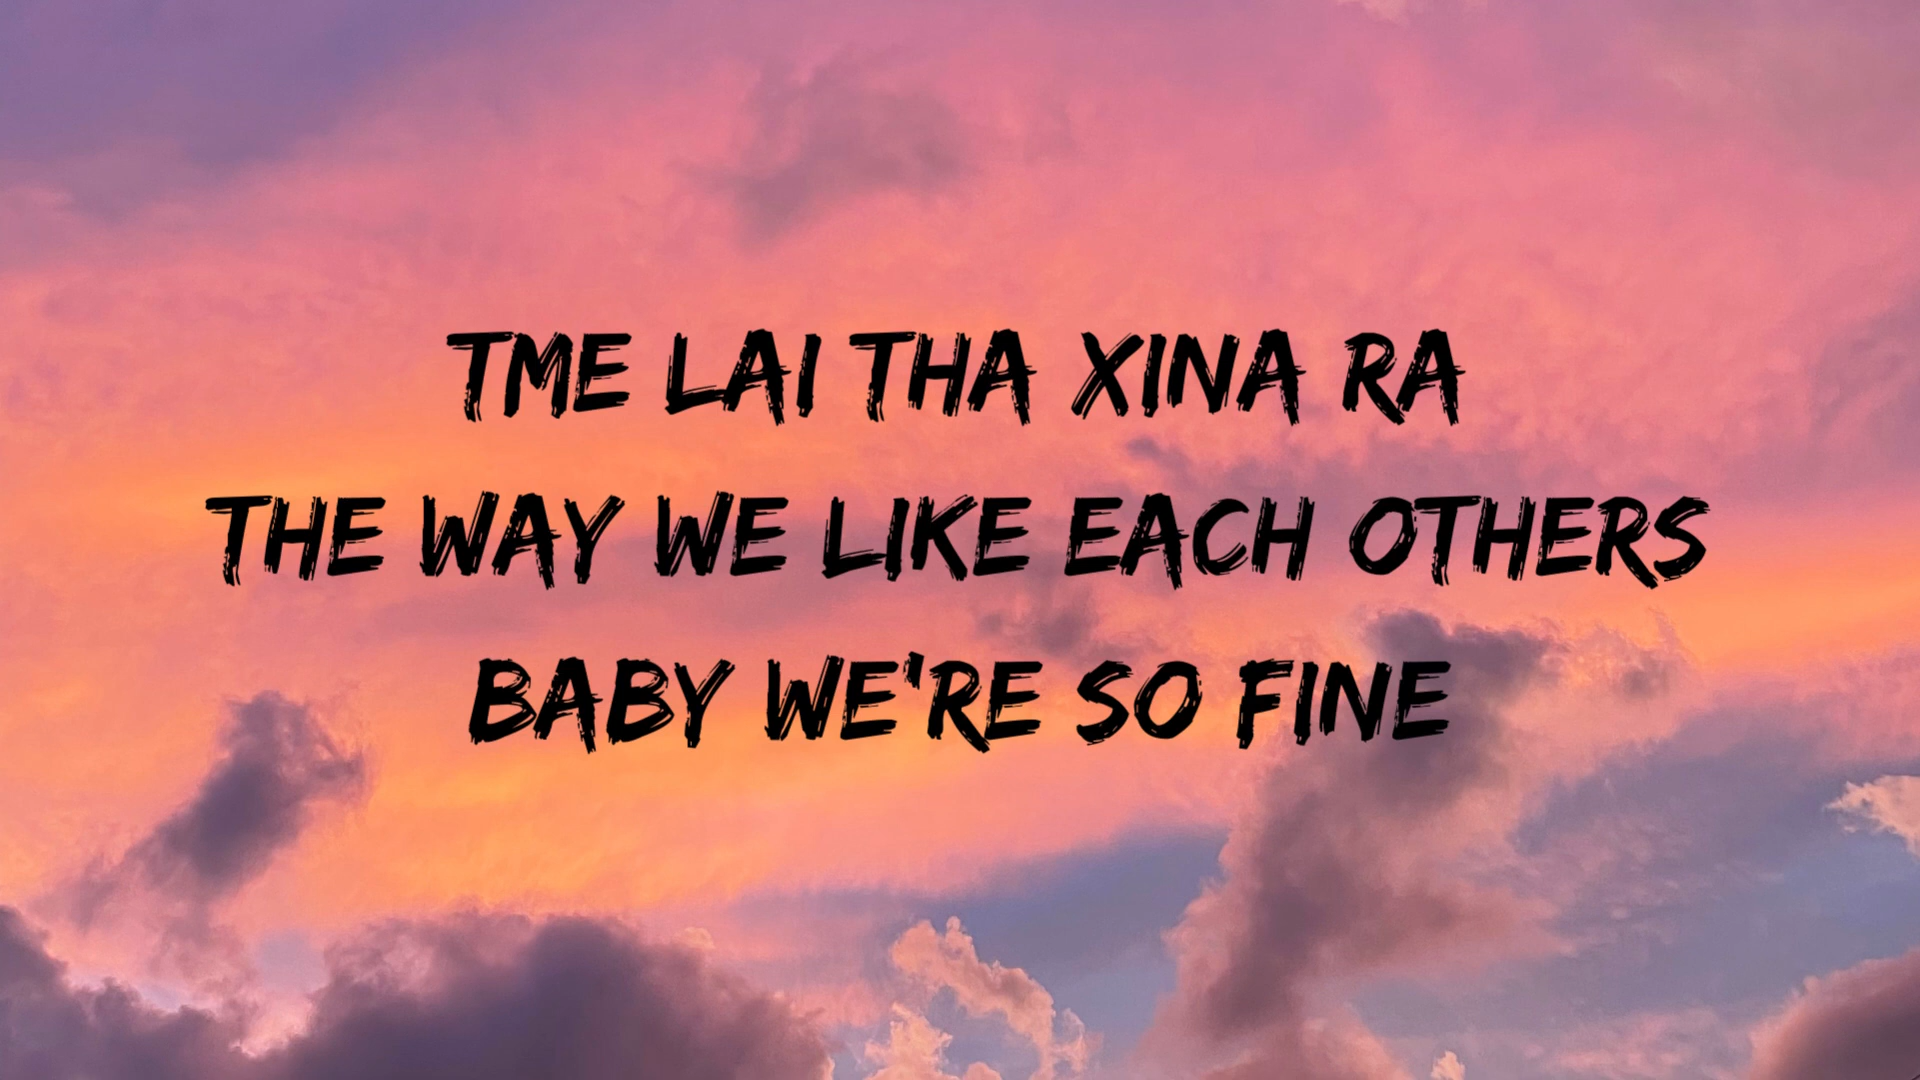 TME LAI THA XINA RA
THE WAY WE LIKE EACH OTHERS
BABY WE'RE SO FINE